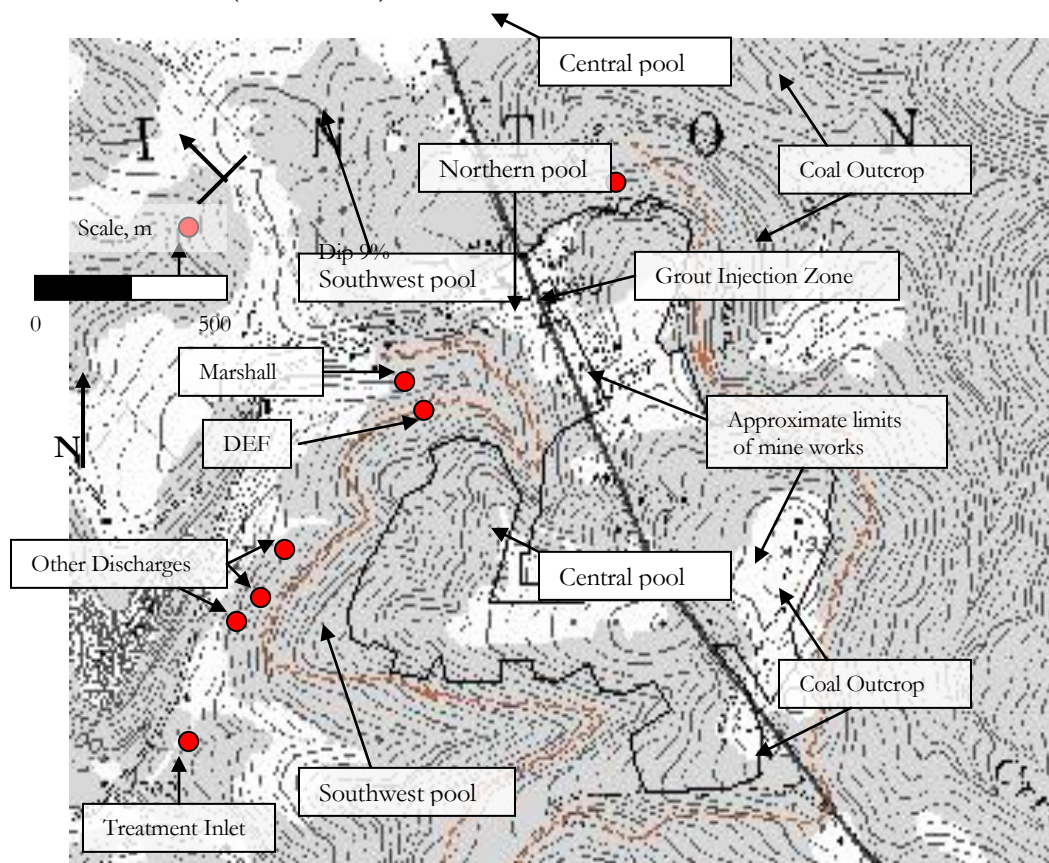 Central pool
I N T O N
Northern pool
Coal Outcrop
Scale, m
Dip 9%
Southwest pool
Grout Injection Zone
0 500
Marshall
Approximate limits
of mine works
DEF
N
Other Discharges
Central pool
Coal Outcrop
Southwest pool
Treatment Inlet